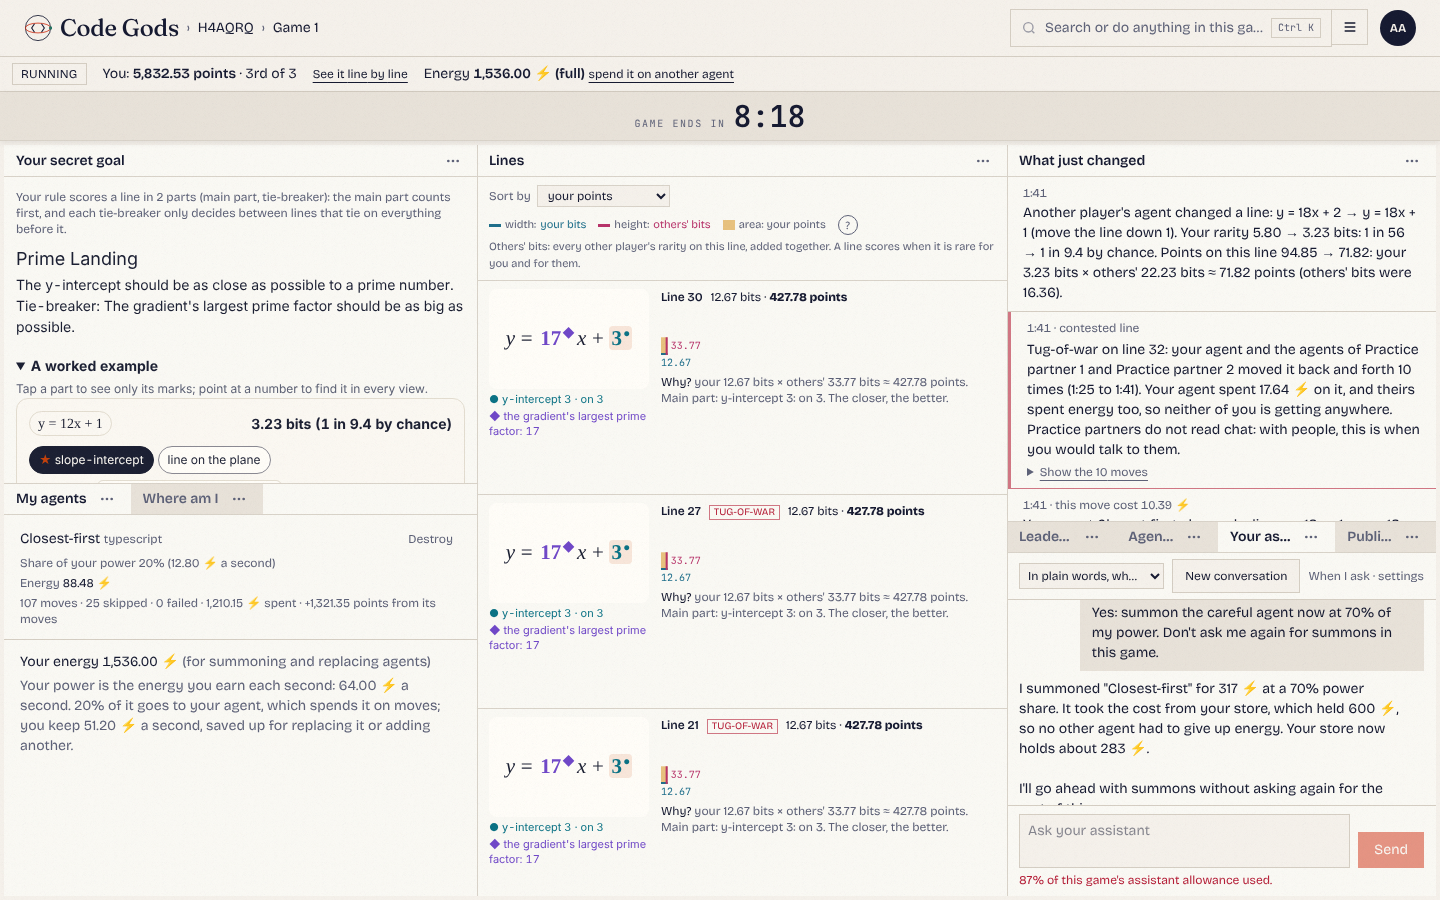 Code Gods › H4AQRQ › Game 1
Search or do anything in this ga... Ctrl K ≡ AA
RUNNING You: 5,832.53 points · 3rd of 3 See it line by line Energy 1,536.00 ⚡ (full) spend it on another agent
GAME ENDS IN 8:18
Your secret goal ···
Your rule scores a line in 2 parts (main part, tie-breaker): the main part counts
first, and each tie-breaker only decides between lines that tie on everything
before it.
Prime Landing
The y-intercept should be as close as possible to a prime number.
Tie-breaker: The gradient's largest prime factor should be as big as
possible.
▼ A worked example
Tap a part to see only its marks; point at a number to find it in every view.
y = 12x + 1 3.23 bits (1 in 9.4 by chance)
★ slope-intercept line on the plane
My agents ··· Where am I ···
Closest-first typescript Destroy
Share of your power 20% (12.80 ⚡ a second)
Energy 88.48 ⚡
107 moves · 25 skipped · 0 failed · 1,210.15 ⚡ spent · +1,321.35 points from its
moves
Your energy 1,536.00 ⚡ (for summoning and replacing agents)
Your power is the energy you earn each second: 64.00 ⚡ a
second. 20% of it goes to your agent, which spends it on moves;
you keep 51.20 ⚡ a second, saved up for replacing it or adding
another.
Lines ···
Sort by your points
width: your bits height: others' bits area: your points ?
Others' bits: every other player's rarity on this line, added together. A line scores when it is rare for
you and for them.
y = 17◆x + 3●
● y-intercept 3 · on 3
◆ the gradient's largest prime
factor: 17
Line 30 12.67 bits · 427.78 points
33.77
12.67
Why? your 12.67 bits × others' 33.77 bits ≈ 427.78 points.
Main part: y-intercept 3: on 3. The closer, the better.
y = 17◆x + 3●
● y-intercept 3 · on 3
◆ the gradient's largest prime
factor: 17
Line 27 TUG-OF-WAR 12.67 bits · 427.78 points
33.77
12.67
Why? your 12.67 bits × others' 33.77 bits ≈ 427.78 points.
Main part: y-intercept 3: on 3. The closer, the better.
y = 17◆x + 3●
● y-intercept 3 · on 3
◆ the gradient's largest prime
factor: 17
Line 21 TUG-OF-WAR 12.67 bits · 427.78 points
33.77
12.67
Why? your 12.67 bits × others' 33.77 bits ≈ 427.78 points.
Main part: y-intercept 3: on 3. The closer, the better.
What just changed ···
1:41
Another player's agent changed a line: y = 18x + 2 → y = 18x +
1 (move the line down 1). Your rarity 5.80 → 3.23 bits: 1 in 56
→ 1 in 9.4 by chance. Points on this line 94.85 → 71.82: your
3.23 bits × others' 22.23 bits ≈ 71.82 points (others' bits were
16.36).
1:41 · contested line
Tug-of-war on line 32: your agent and the agents of Practice
partner 1 and Practice partner 2 moved it back and forth 10
times (1:25 to 1:41). Your agent spent 17.64 ⚡ on it, and theirs
spent energy too, so neither of you is getting anywhere.
Practice partners do not read chat: with people, this is when
you would talk to them.
▶ Show the 10 moves
1:41 · this move cost 10.39 ⚡
Leade... ··· Agen... ··· Your as... ··· Publi... ···
In plain words, wh... New conversation When I ask · settings
Yes: summon the careful agent now at 70% of
my power. Don't ask me again for summons in
this game.
I summoned "Closest-first" for 317 ⚡ at a 70% power
share. It took the cost from your store, which held 600 ⚡,
so no other agent had to give up energy. Your store now
holds about 283 ⚡.
I'll go ahead with summons without asking again for the
Ask your assistant
Send
87% of this game's assistant allowance used.